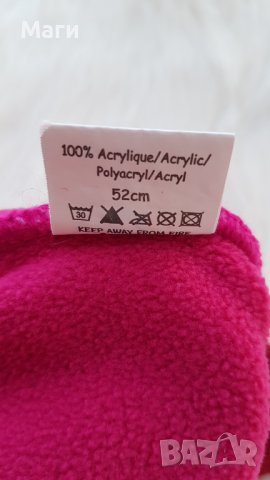 Маги
100% Acrylique/Acrylic/
Polyacryl/Acryl
52cm
30
KEEP AWAY FROM FIRE
BAZAR